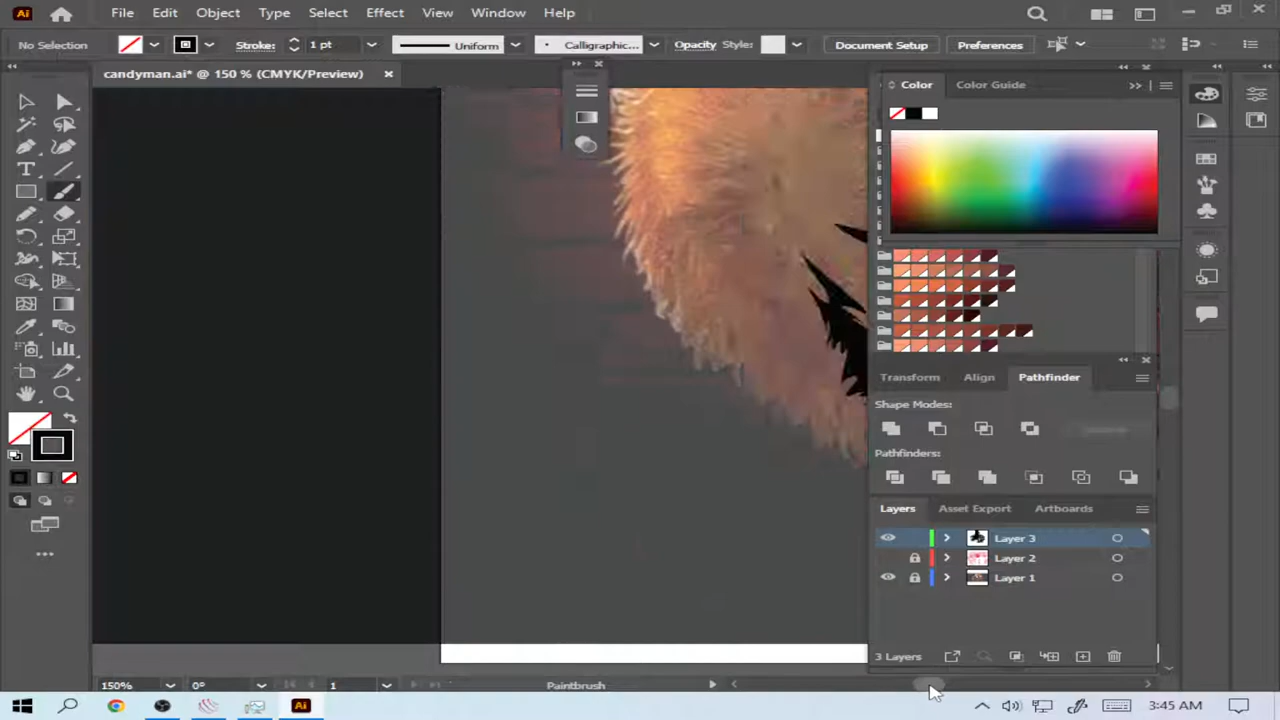 Ai File Edit Object Type Select Effect View Window Help
No Selection Stroke: 1 pt Uniform Calligraphic... Opacity Style: Document Setup Preferences
candyman.ai* @ 150 % (CMYK/Preview)
Color Color Guide
Transform Align Pathfinder
Shape Modes:
Pathfinders:
Layers Asset Export Artboards
Layer 3
Layer 2
Layer 1
3 Layers
150% 0° 1 Paintbrush
Ai 3:45 AM